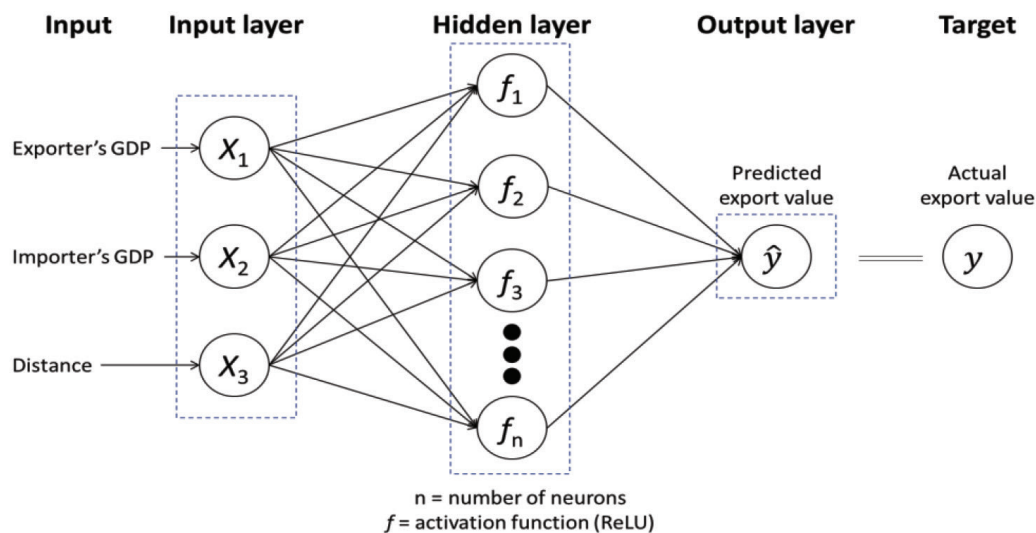 Input Input layer Hidden layer Output layer Target
Exporter's GDP
Importer's GDP
Distance
X1
X2
X3
f1
f2
f3
fn
Predicted
export value
ŷ
Actual
export value
y
n = number of neurons
f = activation function (ReLU)